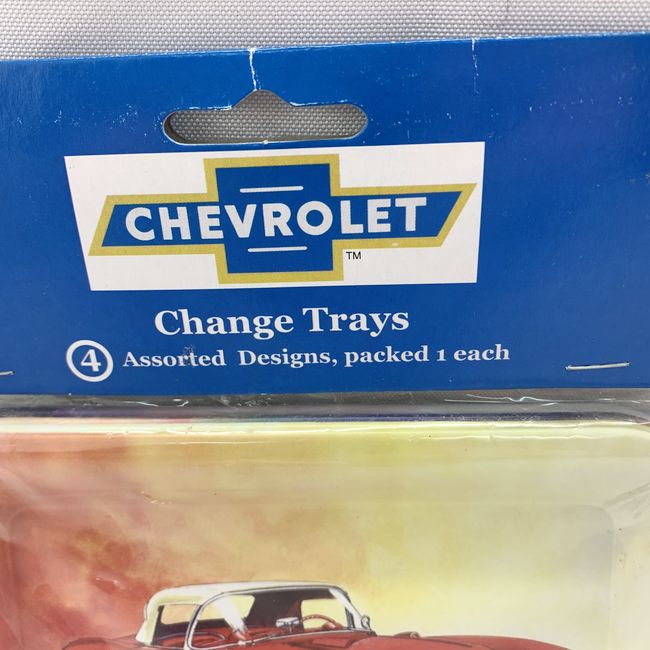 CHEVROLET
TM
Change Trays
4 Assorted Designs, packed 1 each